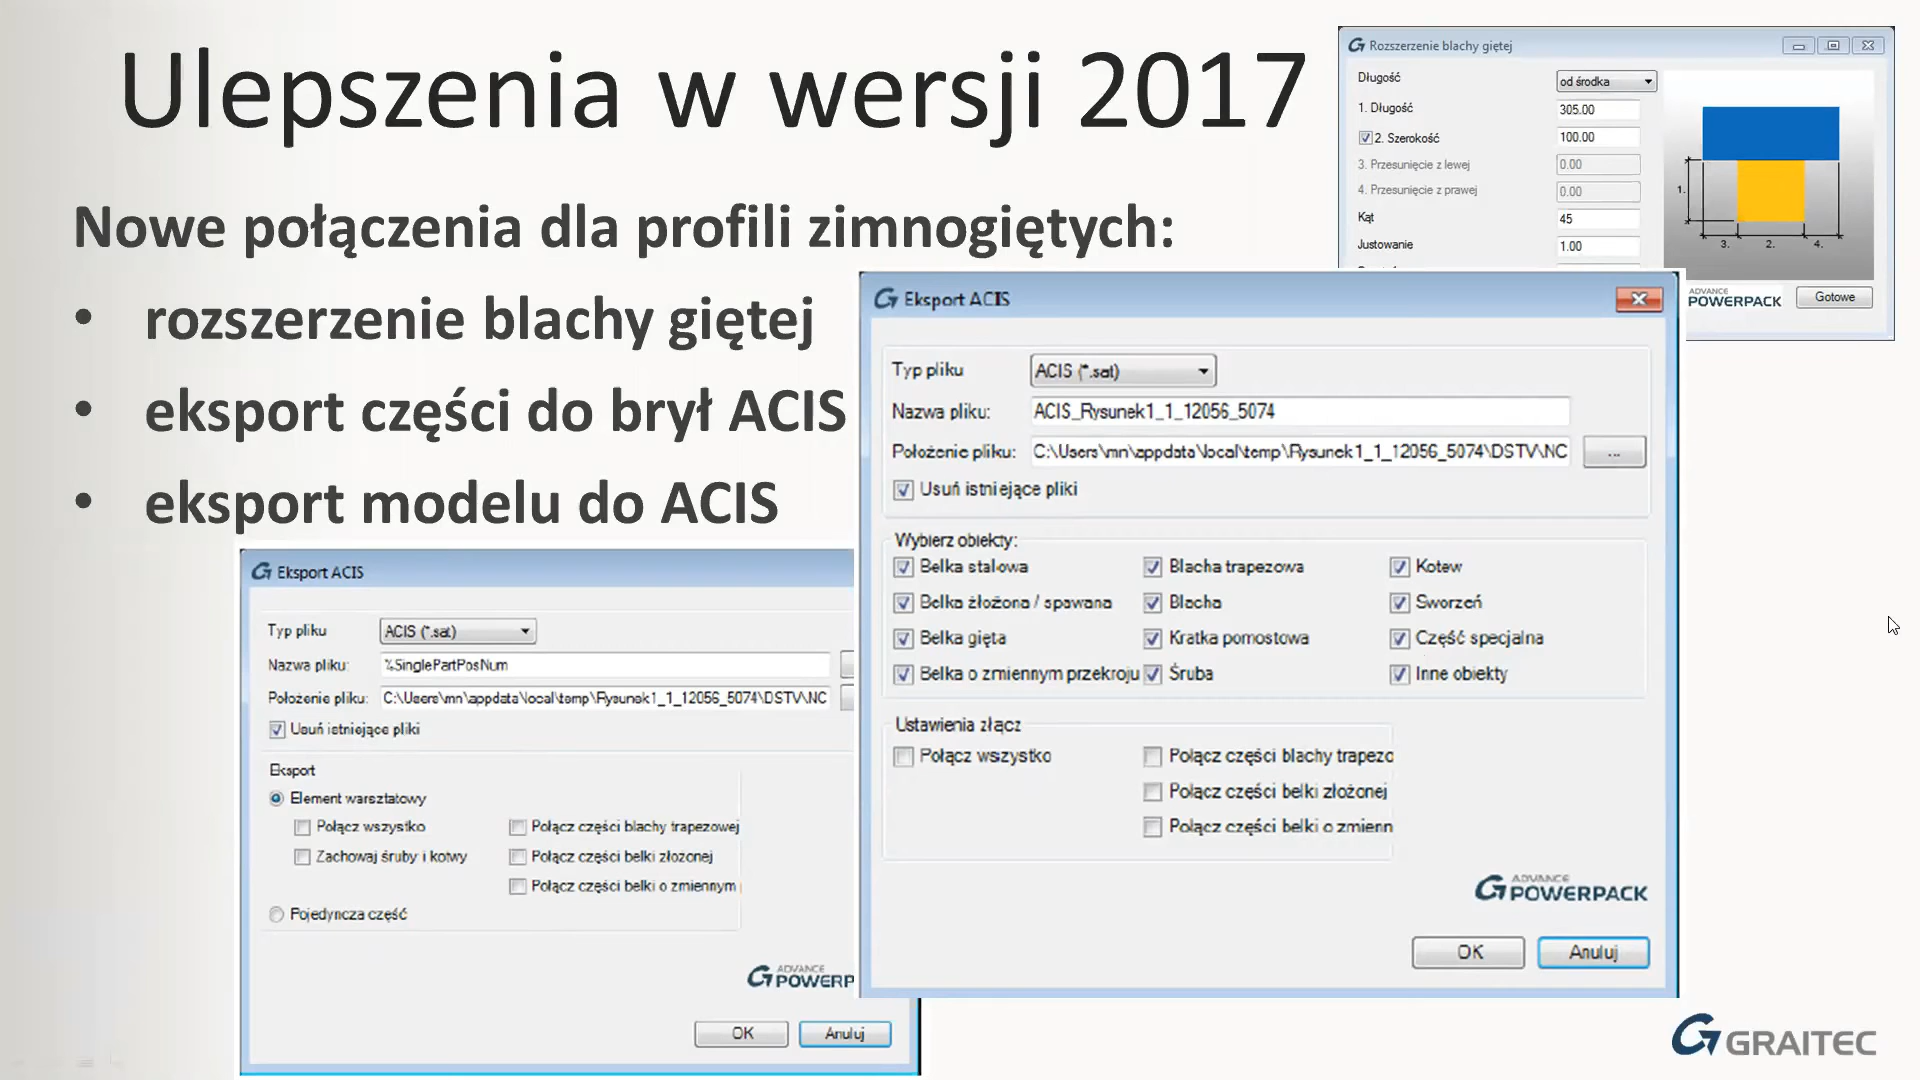 Ulepszenia w wersji 2017
Nowe połączenia dla profili zimnogiętych:
• rozszerzenie blachy giętej
• eksport części do brył ACIS
• eksport modelu do ACIS
Rozszerzenie blachy giętej
Długość od środka
1. Długość 305.00
2. Szerokość 100.00
3. Przesunięcie z lewej 0.00
4. Przesunięcie z prawej 0.00
Kąt 45
Justowanie 1.00
1.
3. 2. 4.
ADVANCE
POWERPACK
Gotowe
Eksport ACIS
Typ pliku ACIS (*.sat)
Nazwa pliku: ACIS_Rysunek1_1_12056_5074
Położenie pliku: C:\Users\mn\appdata\local\temp\Rysunek1_1_12056_5074\DSTV\NC ...
Usuń istniejące pliki
Wybierz obiekty:
Belka stalowa Blacha trapezowa Kotew
Belka złożona / spawana Blacha Sworzeń
Belka gięta Kratka pomostowa Część specjalna
Belka o zmiennym przekroju Śruba Inne obiekty
Ustawienia złącz
Połącz wszystko Połącz części blachy trapezo
Połącz części belki złożonej
Połącz części belki o zmienn
ADVANCE
POWERPACK
OK Anuluj
Eksport ACIS
Typ pliku ACIS (*.sat)
Nazwa pliku: %SinglePartPosNum
Położenie pliku: C:\Users\mn\appdata\local\temp\Rysunek1_1_12056_5074\DSTV\NC
Usuń istniejące pliki
Eksport
Element warsztatowy
Połącz wszystko Połącz części blachy trapezowej
Zachowaj śruby i kotwy Połącz części belki złożonej
Połącz części belki o zmiennym
Pojedyncza część
ADVANCE
POWERP
OK Anuluj
GRAITEC